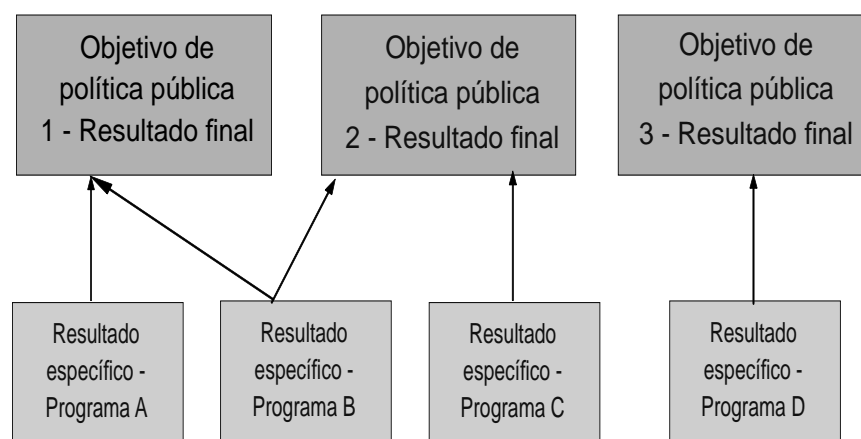 Objetivo de
política pública
1 - Resultado final
Objetivo de
política pública
2 - Resultado final
Objetivo de
política pública
3 - Resultado final
Resultado
específico -
Programa A
Resultado
específico -
Programa B
Resultado
específico -
Programa C
Resultado
específico -
Programa D